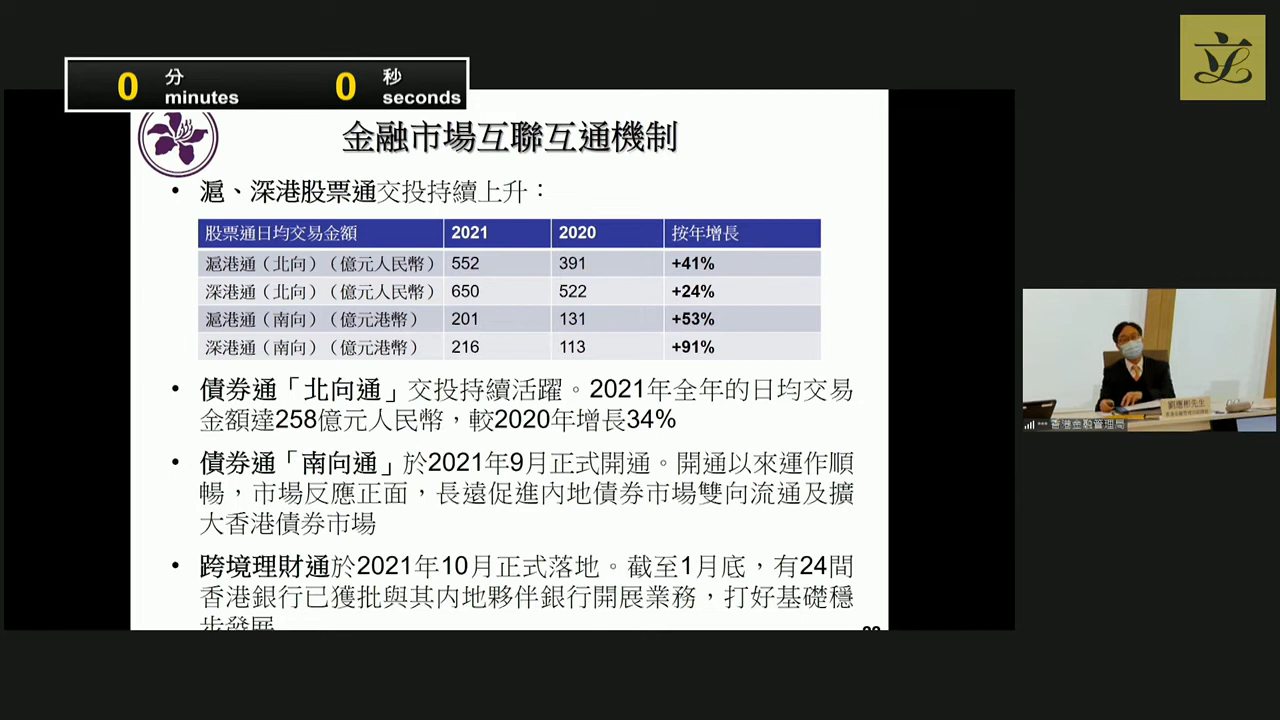 0 分 minutes 0 秒 seconds
金融市場互聯互通機制
• 滬、深港股票通交投持續上升：
股票通日均交易金額 2021 2020 按年增長
滬港通（北向）（億元人民幣） 552 391 +41%
深港通（北向）（億元人民幣） 650 522 +24%
滬港通（南向）（億元港幣） 201 131 +53%
深港通（南向）（億元港幣） 216 113 +91%
• 債券通「北向通」交投持續活躍。2021年全年的日均交易
金額達258億元人民幣，較2020年增長34%
• 債券通「南向通」於2021年9月正式開通。開通以來運作順
暢，市場反應正面，長遠促進內地債券市場雙向流通及擴
大香港債券市場
• 跨境理財通於2021年10月正式落地。截至1月底，有24間
香港銀行已獲批與其內地夥伴銀行開展業務，打好基礎穩
步發展
劉應彬先生
香港金融管理局